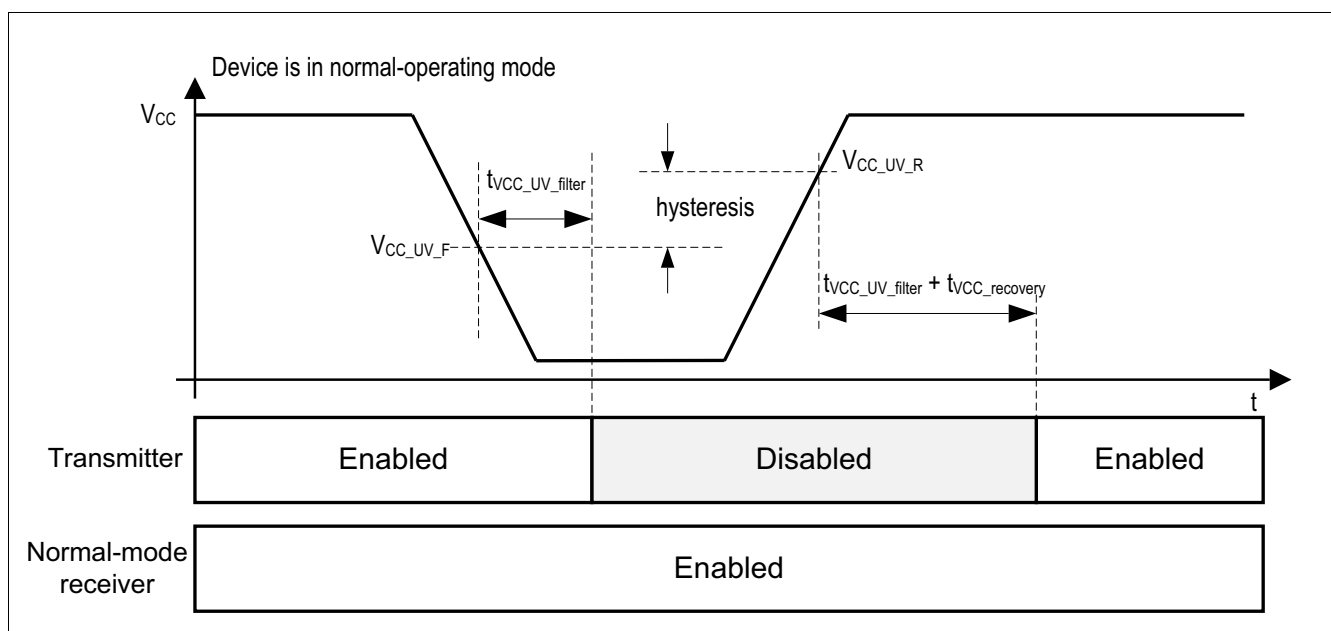 Device is in normal-operating mode
VCC
VCC_UV_R
tVCC_UV_filter
hysteresis
VCC_UV_F
tVCC_UV_filter + tVCC_recovery
t
Transmitter
Enabled
Disabled
Enabled
Normal-mode
receiver
Enabled